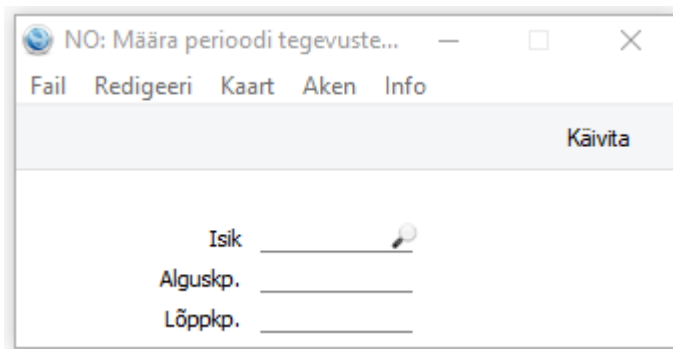 NO: Määra perioodi tegevuste...
Fail Redigeeri Kaart Aken Info
Käivita
Isik
Alguskp.
Lõppkp.